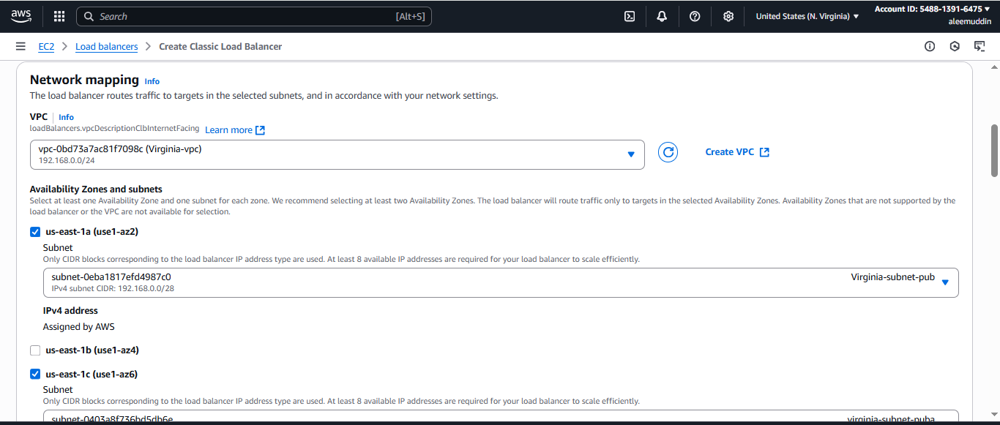 aws
Search
[Alt+S]
United States (N. Virginia)
Account ID: 5488-1391-6475
aleemuddin
EC2
Load balancers
Create Classic Load Balancer
Network mapping Info
The load balancer routes traffic to targets in the selected subnets, and in accordance with your network settings.
VPC Info
loadBalancers.vpcDescriptionClbInternetFacing Learn more
vpc-0bd73a7ac81f7098c (Virginia-vpc)
192.168.0.0/24
Create VPC
Availability Zones and subnets
Select at least one Availability Zone and one subnet for each zone. We recommend selecting at least two Availability Zones. The load balancer will route traffic only to targets in the selected Availability Zones. Availability Zones that are not supported by the
load balancer or the VPC are not available for selection.
us-east-1a (use1-az2)
Subnet
Only CIDR blocks corresponding to the load balancer IP address type are used. At least 8 available IP addresses are required for your load balancer to scale efficiently.
subnet-0eba1817efd4987c0
Virginia-subnet-pub
IPv4 subnet CIDR: 192.168.0.0/28
IPv4 address
Assigned by AWS
us-east-1b (use1-az4)
us-east-1c (use1-az6)
Subnet
Only CIDR blocks corresponding to the load balancer IP address type are used. At least 8 available IP addresses are required for your load balancer to scale efficiently.
subnet-0403a8f736bd5db6e
virginia-subnet-puba